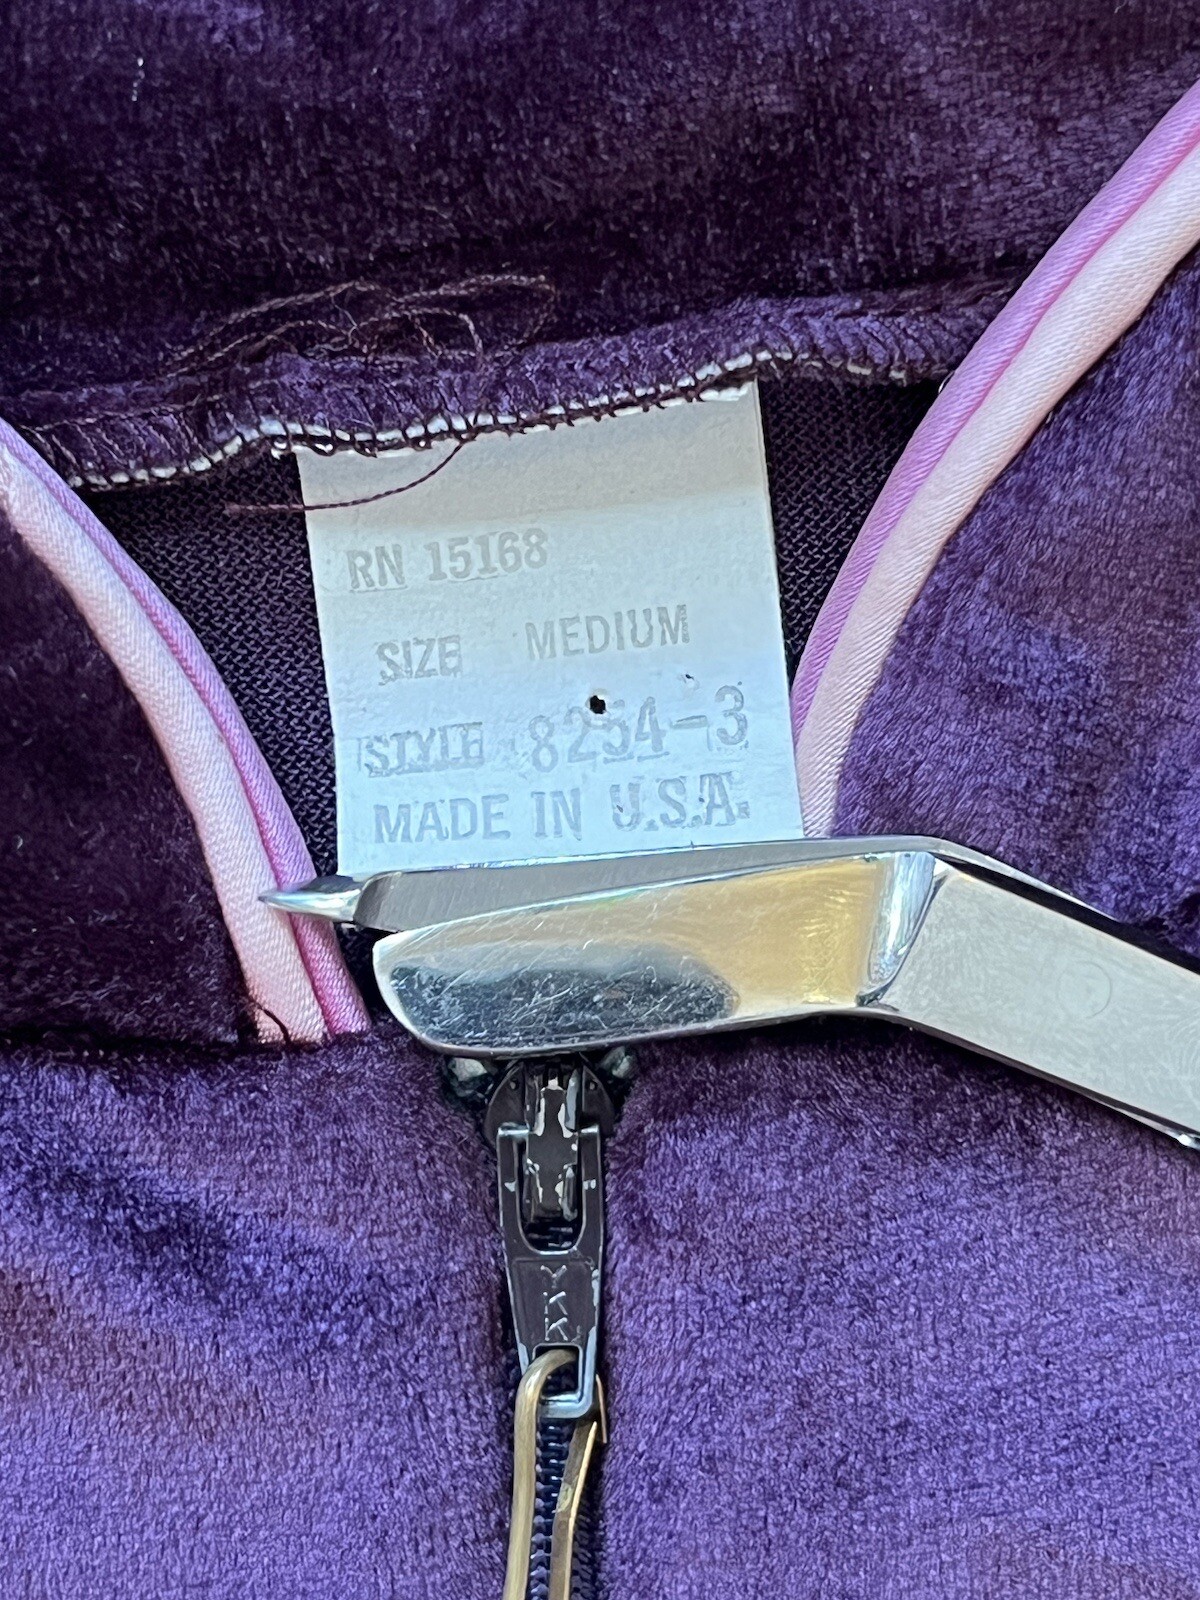 RN 15168
SIZE MEDIUM
STYLE 8254-3
MADE IN U.S.A.
YKK